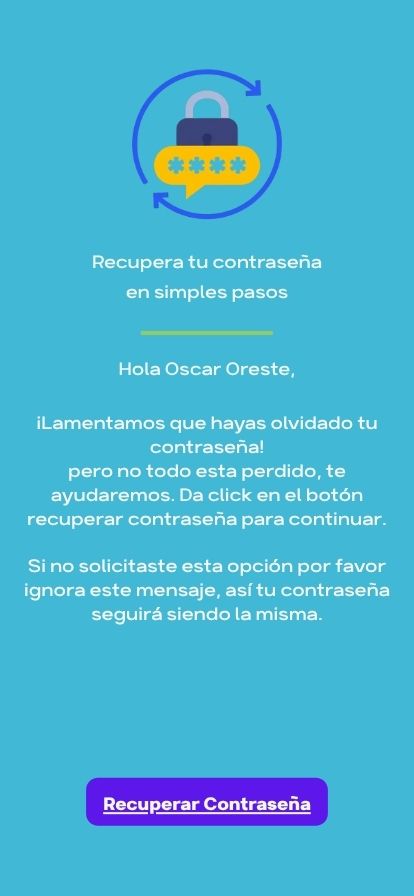 ****
Recupera tu contraseña
en simples pasos
Hola Oscar Oreste,
¡Lamentamos que hayas olvidado tu
contraseña!
pero no todo esta perdido, te
ayudaremos. Da click en el botón
recuperar contraseña para continuar.
Si no solicitaste esta opción por favor
ignora este mensaje, así tu contraseña
seguirá siendo la misma.
Recuperar Contraseña